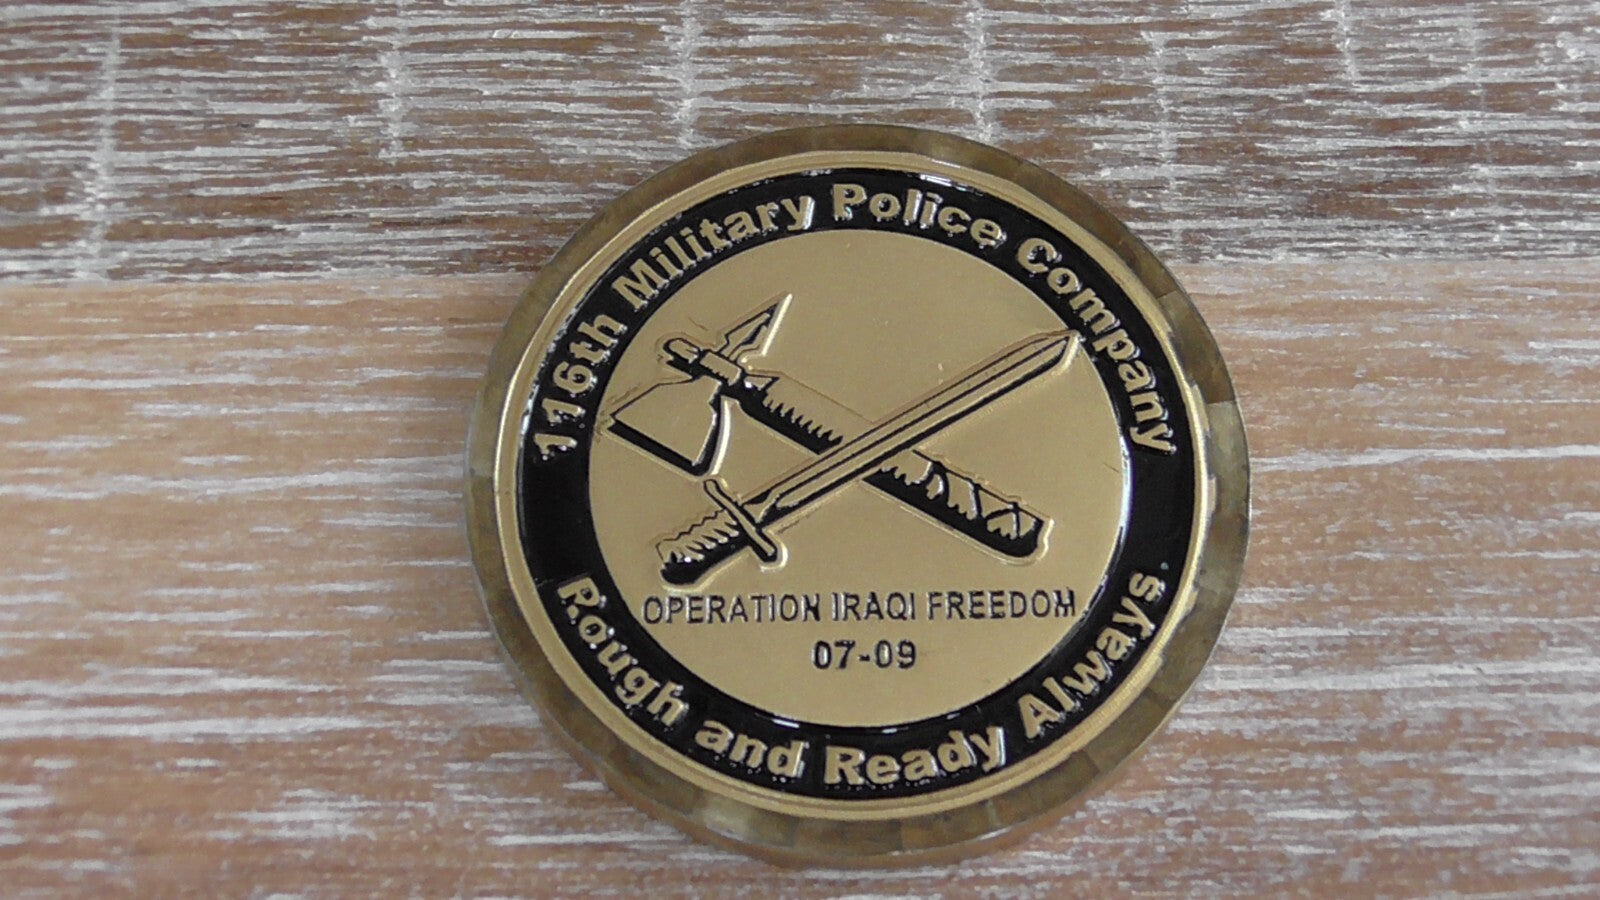 116th Military Police Company
OPERATION IRAQI FREEDOM
07-09
Rough and Ready Always